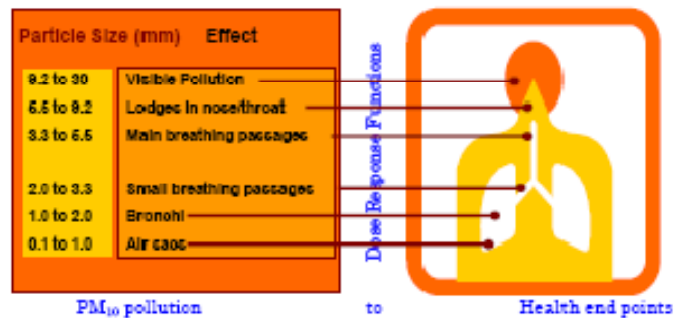 Particle Size (mm) Effect
9.2 to 30 Visible Pollution
5.5 to 9.2 Lodges in nose/throat
3.3 to 5.5 Main breathing passages
2.0 to 3.3 Small breathing passages
1.0 to 2.0 Bronchi
0.1 to 1.0 Air sacs
Dose Response Functions
PM₁₀ pollution to Health end points